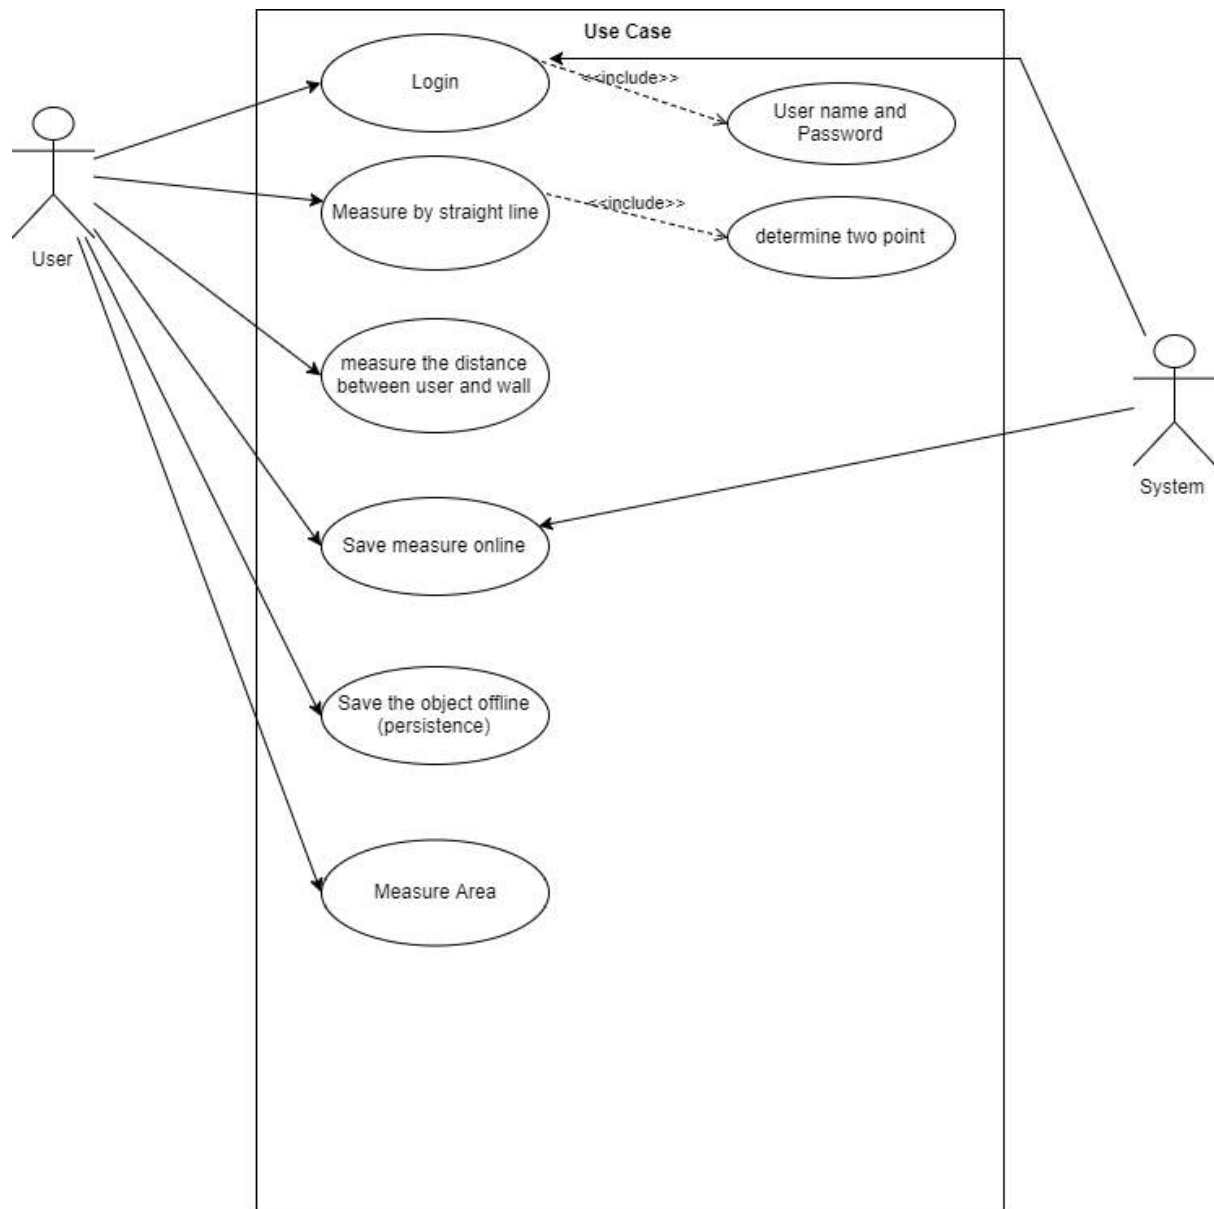 Use Case
Login
<<include>>
User name and
Password
User
Measure by straight line
<<include>>
determine two point
measure the distance
between user and wall
System
Save measure online
Save the object offline
(persistence)
Measure Area